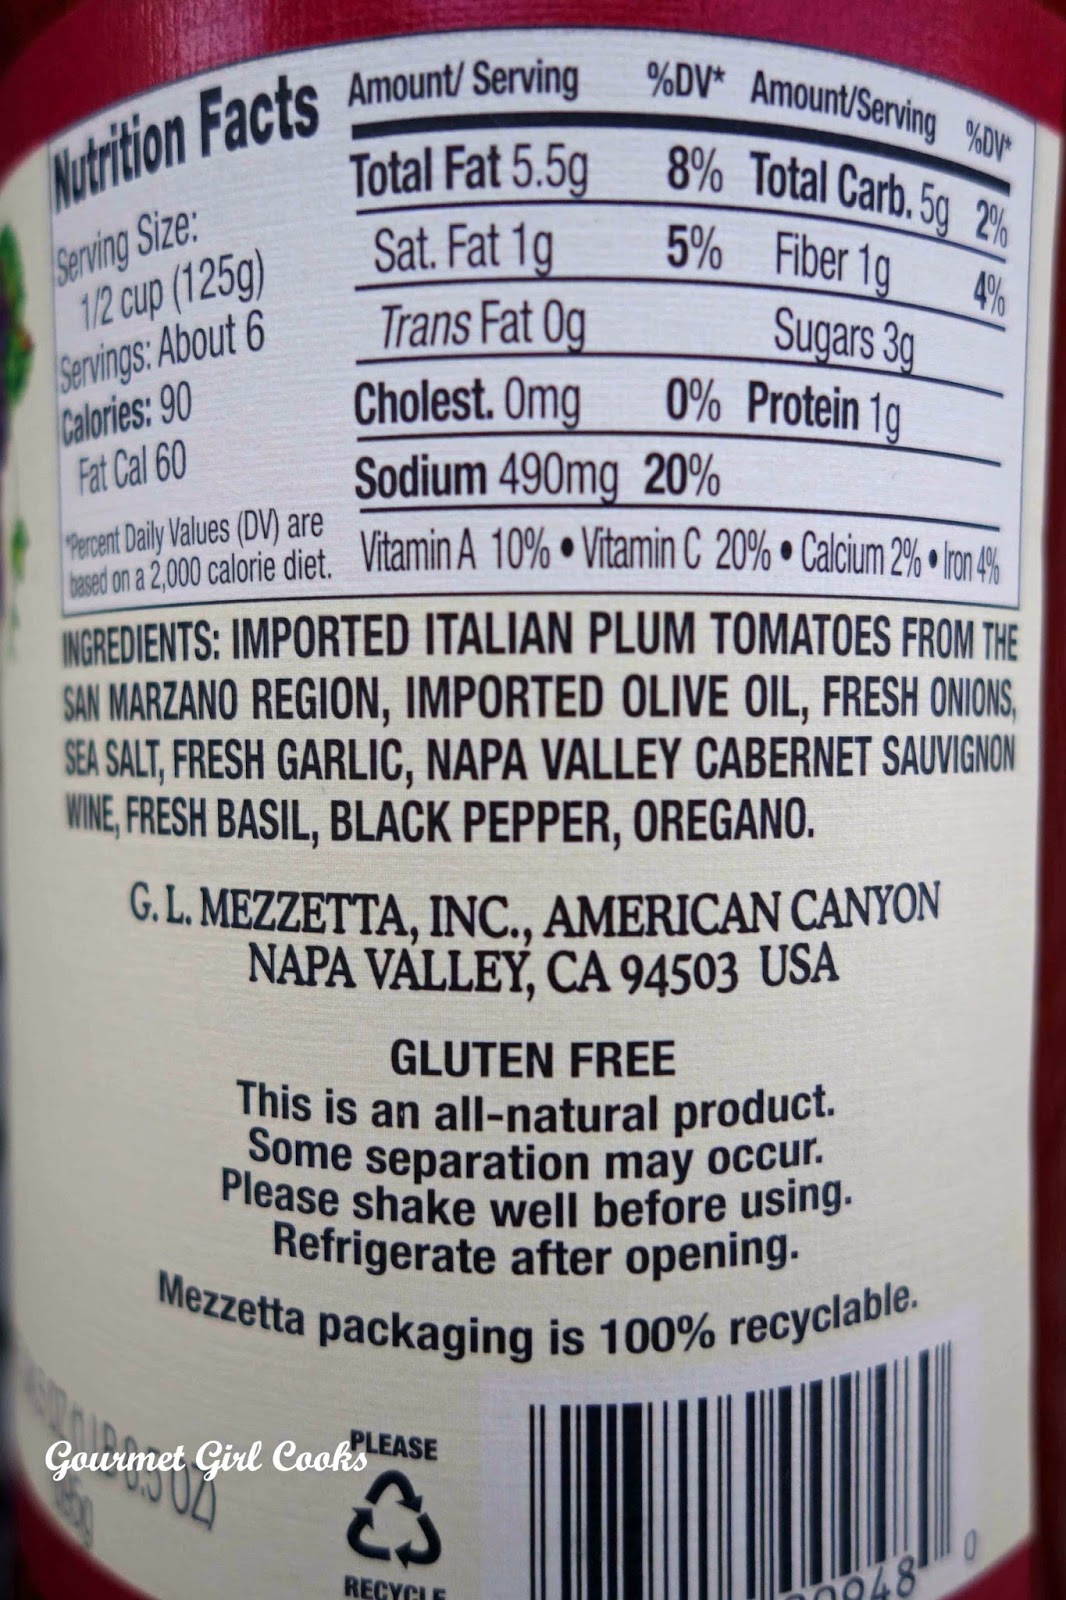 Nutrition Facts
Serving Size:
1/2 cup (125g)
Servings: About 6
Calories: 90
Fat Cal 60
*Percent Daily Values (DV) are
based on a 2,000 calorie diet.
Amount/ Serving %DV* Amount/Serving %DV*
Total Fat 5.5g 8% Total Carb. 5g 2%
Sat. Fat 1g 5% Fiber 1g 4%
Trans Fat 0g Sugars 3g
Cholest. 0mg 0% Protein 1g
Sodium 490mg 20%
Vitamin A 10% • Vitamin C 20% • Calcium 2% • Iron 4%
INGREDIENTS: IMPORTED ITALIAN PLUM TOMATOES FROM THE
SAN MARZANO REGION, IMPORTED OLIVE OIL, FRESH ONIONS,
SEA SALT, FRESH GARLIC, NAPA VALLEY CABERNET SAUVIGNON
WINE, FRESH BASIL, BLACK PEPPER, OREGANO.
G. L. MEZZETTA, INC., AMERICAN CANYON
NAPA VALLEY, CA 94503 USA
GLUTEN FREE
This is an all-natural product.
Some separation may occur.
Please shake well before using.
Refrigerate after opening.
Mezzetta packaging is 100% recyclable.
Gourmet Girl Cooks
PLEASE
RECYCLE
0